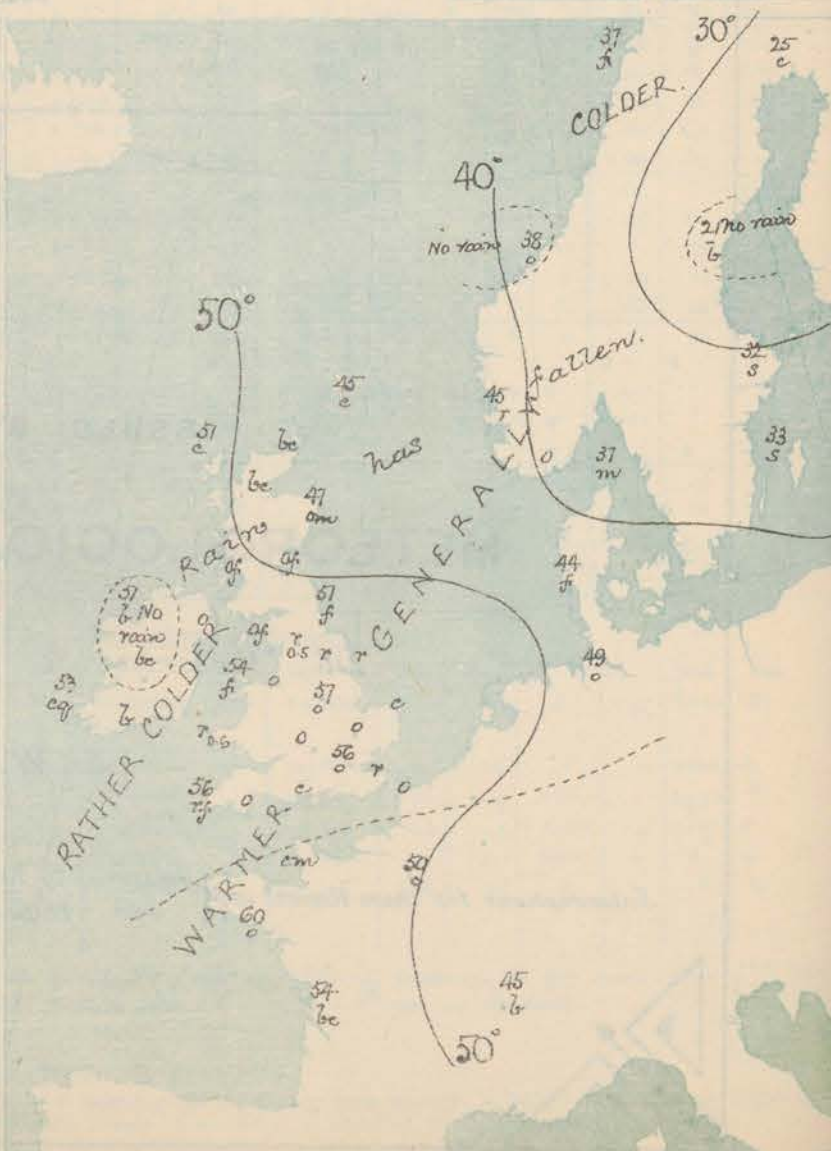 37
f
30°
25
c
COLDER.
40°
No rain
38
o
21 no rain
b
50°
32
s
45
c
fallen.
45
r
51
c
bc
has
o
37
m
33
s
bc
47
om
Rain
of
of
GENERALLY
44
f
51
b No
rain
bc
51
f
o
of
r
0.5
r
r
RATHER COLDER
54
f
o
49
o
53
cq
b
57
o
c
r 0.6
o
o
56
o
r
56
rf
o
c
o
WARMER.
cm
50
o
60
o
54
bc
45
b
50°